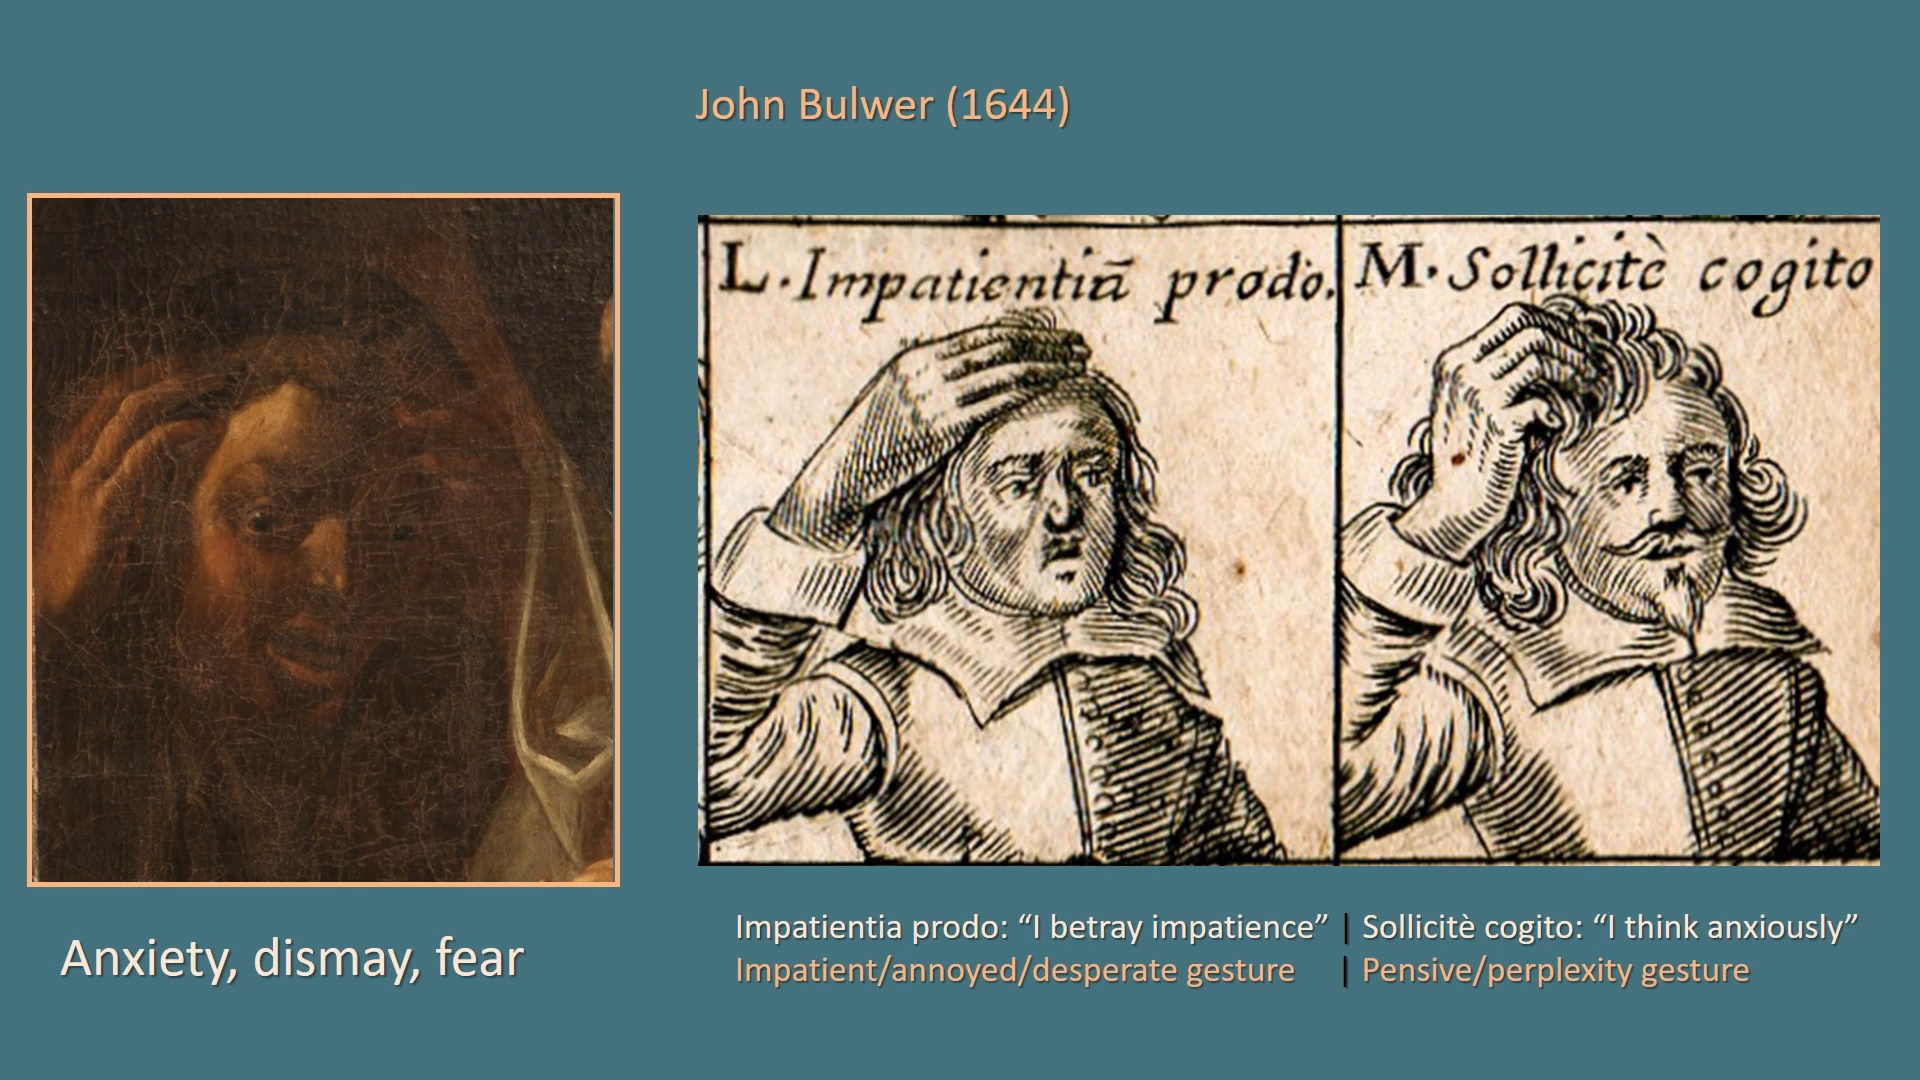 John Bulwer (1644)
L. Impatientiā prodo.
M. Sollicitè cogito
Anxiety, dismay, fear
Impatientia prodo: “I betray impatience” | Sollicitè cogito: “I think anxiously”
Impatient/annoyed/desperate gesture | Pensive/perplexity gesture